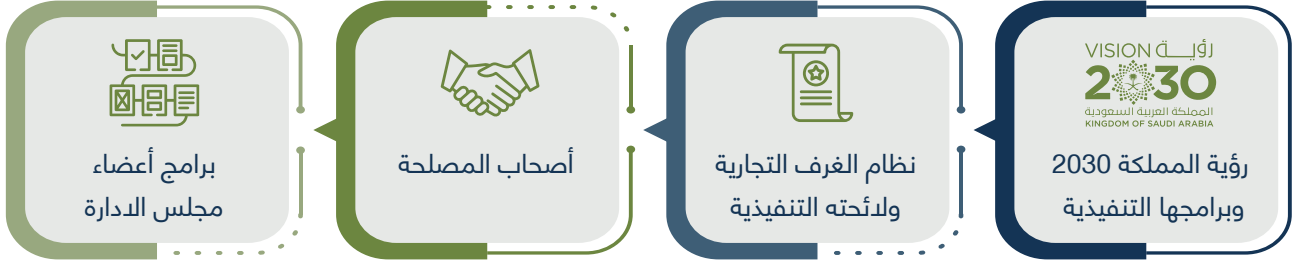 VISION رؤيــــة
2030
المملكة العربية السعودية
KINGDOM OF SAUDI ARABIA
رؤية المملكة 2030
وبرامجها التنفيذية
نظام الغرف التجارية
ولائحته التنفيذية
أصحاب المصلحة
برامج أعضاء
مجلس الادارة